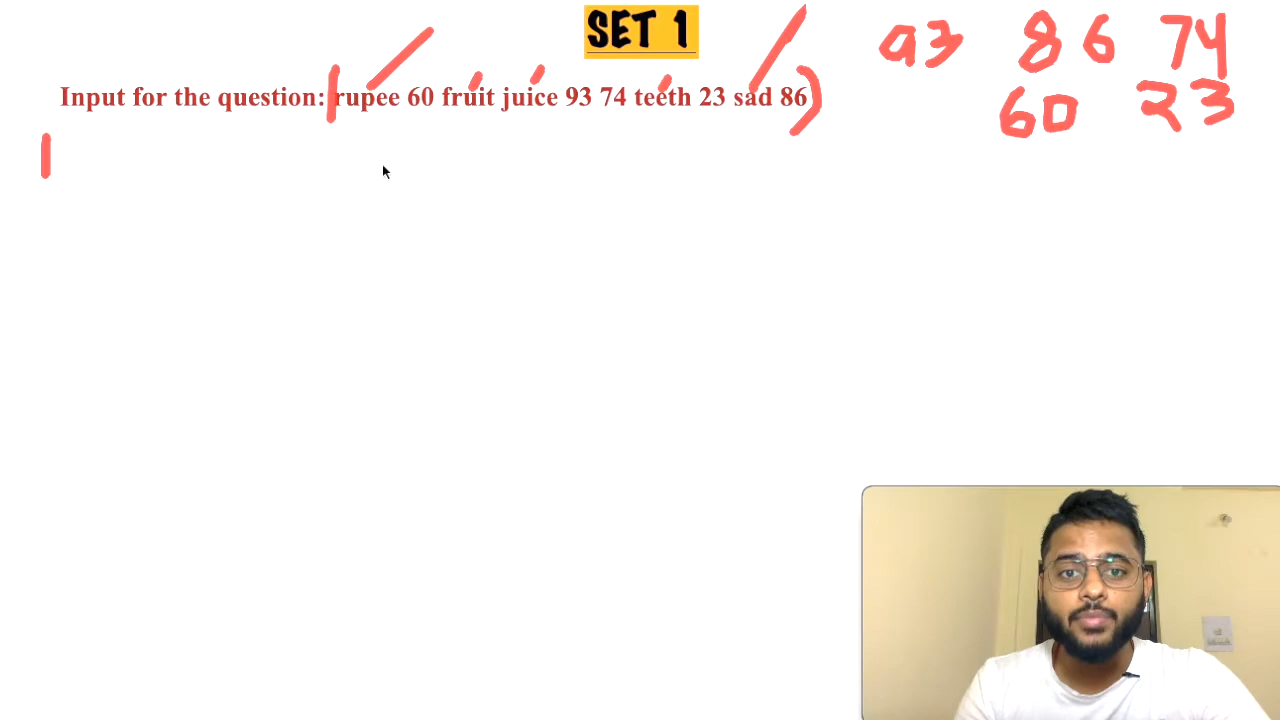 SET 1
93 86 74
Input for the question: rupee 60 fruit juice 93 74 teeth 23 sad 86
60 23